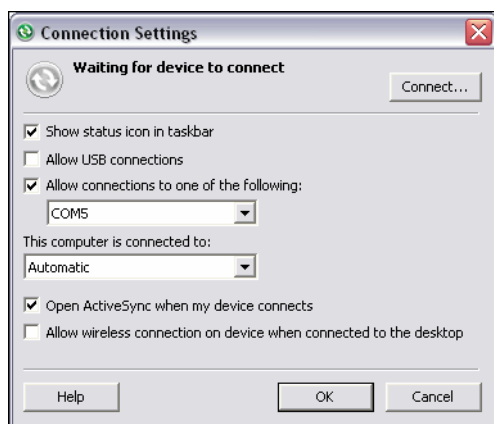 Connection Settings
Waiting for device to connect
Connect...
Show status icon in taskbar
Allow USB connections
Allow connections to one of the following:
COM5
This computer is connected to:
Automatic
Open ActiveSync when my device connects
Allow wireless connection on device when connected to the desktop
Help OK Cancel